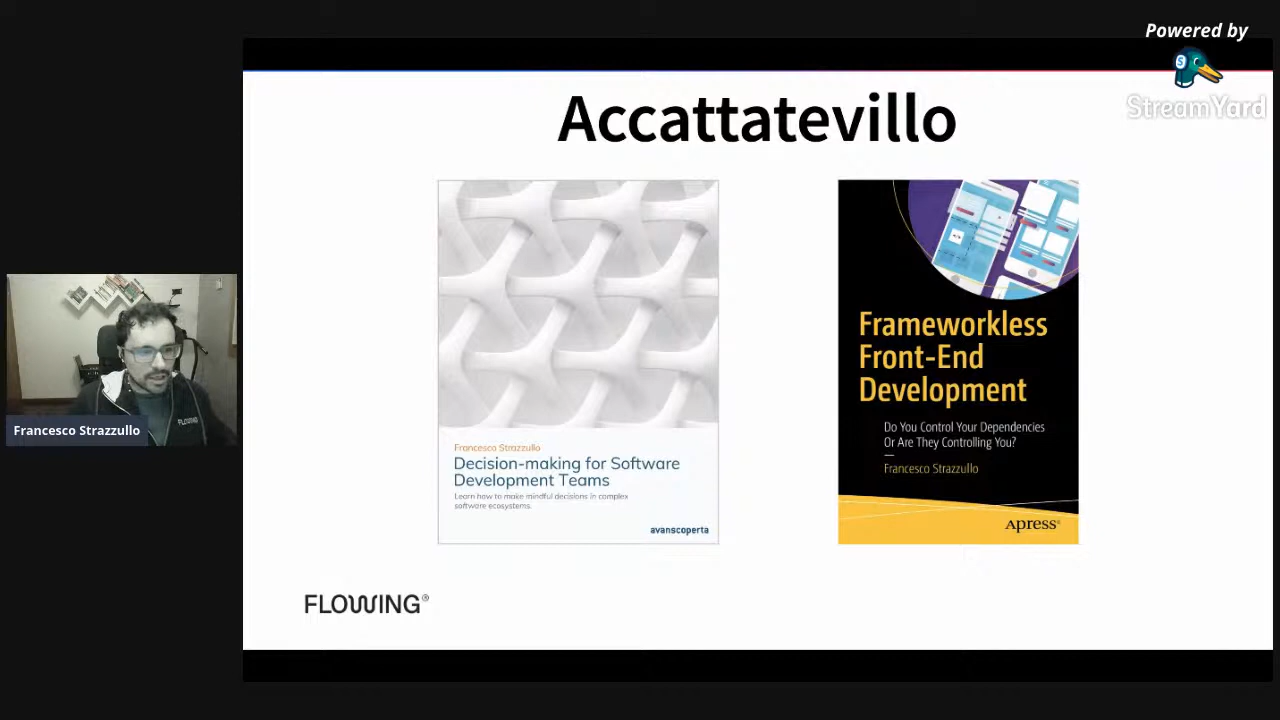 Powered by
StreamYard
Accattatevillo
Francesco Strazzullo
Decision-making for Software
Development Teams
Learn how to make mindful decisions in complex
software ecosystems.
avanscoperta
Frameworkless
Front-End
Development
Do You Control Your Dependencies
Or Are They Controlling You?
Francesco Strazzullo
Apress®
FLOWING
Francesco Strazzullo
FLOWING®